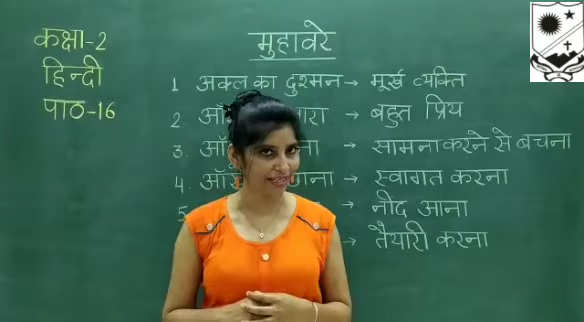 कक्षा-2
हिन्दी
पाठ-16
मुहावरे
1 अक्ल का दुश्मन → मूर्ख व्यक्ति
2. → बहुत प्रिय
3. → सामना करने से बचना
4. → स्वागत करना
5 → नींद आना
→ तैयारी करना